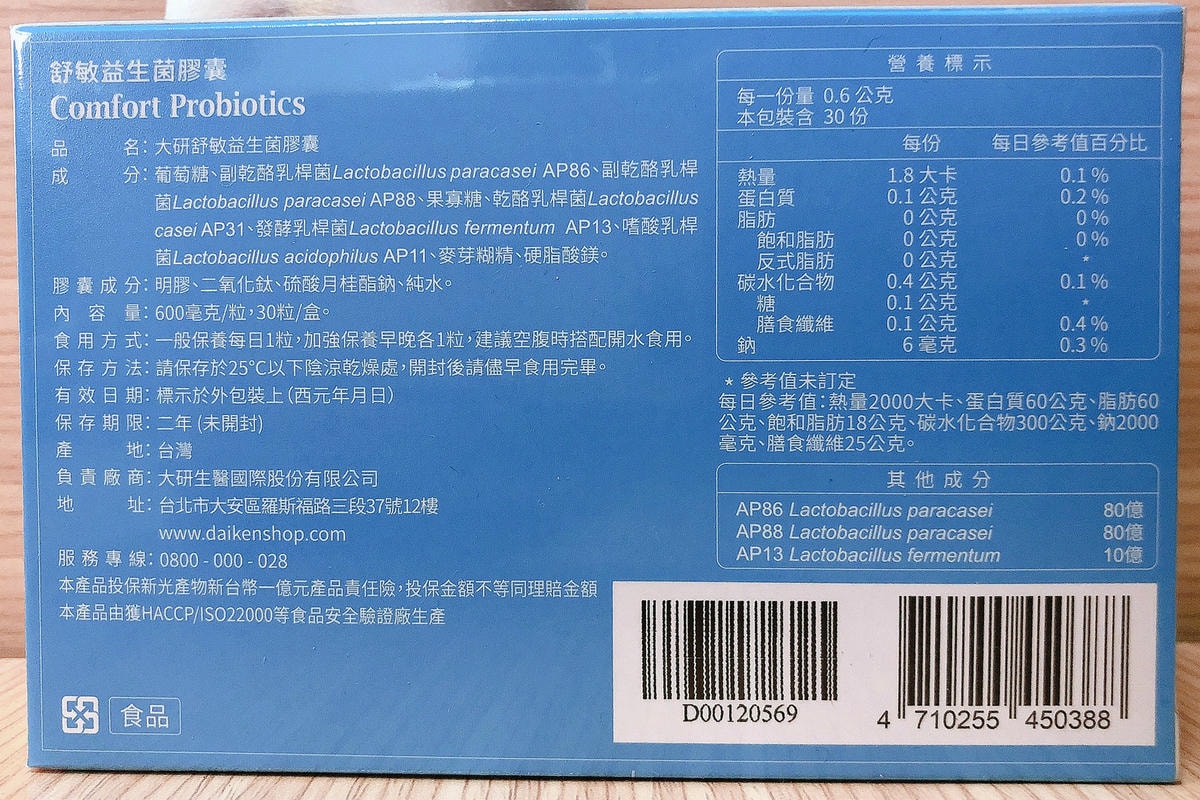 舒敏益生菌膠囊
Comfort Probiotics
品名：大研舒敏益生菌膠囊
成分：葡萄糖、副乾酪乳桿菌Lactobacillus paracasei AP86、副乾酪乳桿
菌Lactobacillus paracasei AP88、果寡糖、乾酪乳桿菌Lactobacillus
casei AP31、發酵乳桿菌Lactobacillus fermentum AP13、嗜酸乳桿
菌Lactobacillus acidophilus AP11、麥芽糊精、硬脂酸鎂。
膠囊成分：明膠、二氧化鈦、硫酸月桂酯鈉、純水。
內容量：600毫克/粒，30粒/盒。
食用方式：一般保養每日1粒，加強保養早晚各1粒，建議空腹時搭配開水食用。
保存方法：請保存於25°C以下陰涼乾燥處，開封後請儘早食用完畢。
有效日期：標示於外包裝上（西元年月日）
保存期限：二年 (未開封)
產地：台灣
負責廠商：大研生醫國際股份有限公司
地址：台北市大安區羅斯福路三段37號12樓
www.daikenshop.com
服務專線：0800 - 000 - 028
本產品投保新光產物新台幣一億元產品責任險，投保金額不等同理賠金額
本產品由獲HACCP/ISO22000等食品安全驗證廠生產
食品
營養標示
每一份量 0.6 公克
本包裝含 30 份
每份 每日參考值百分比
熱量 1.8 大卡 0.1 %
蛋白質 0.1 公克 0.2 %
脂肪 0 公克 0 %
飽和脂肪 0 公克 0 %
反式脂肪 0 公克 *
碳水化合物 0.4 公克 0.1 %
糖 0.1 公克 *
膳食纖維 0.1 公克 0.4 %
鈉 6 毫克 0.3 %
* 參考值未訂定
每日參考值：熱量2000大卡、蛋白質60公克、脂肪60
公克、飽和脂肪18公克、碳水化合物300公克、鈉2000
毫克、膳食纖維25公克。
其他成分
AP86 Lactobacillus paracasei 80億
AP88 Lactobacillus paracasei 80億
AP13 Lactobacillus fermentum 10億
D00120569
4 710255 450388